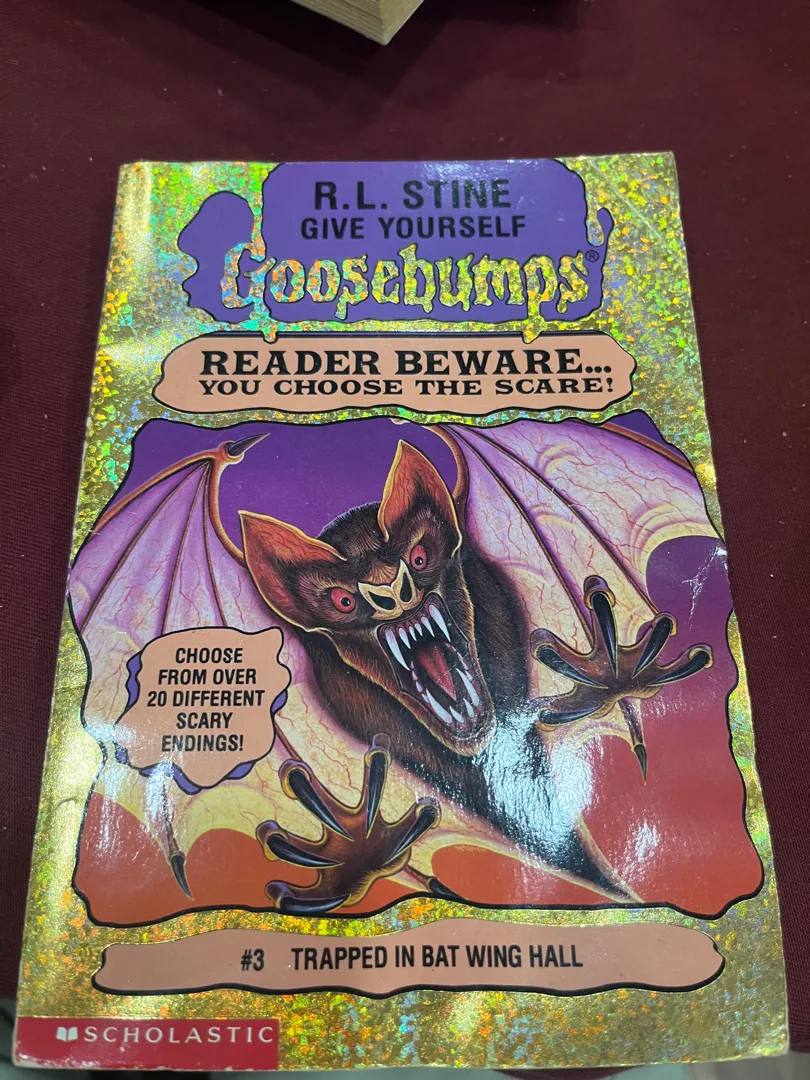 R.L. STINE
GIVE YOURSELF
Goosebumps®
READER BEWARE...
YOU CHOOSE THE SCARE!
CHOOSE
FROM OVER
20 DIFFERENT
SCARY
ENDINGS!
#3 TRAPPED IN BAT WING HALL
SCHOLASTIC